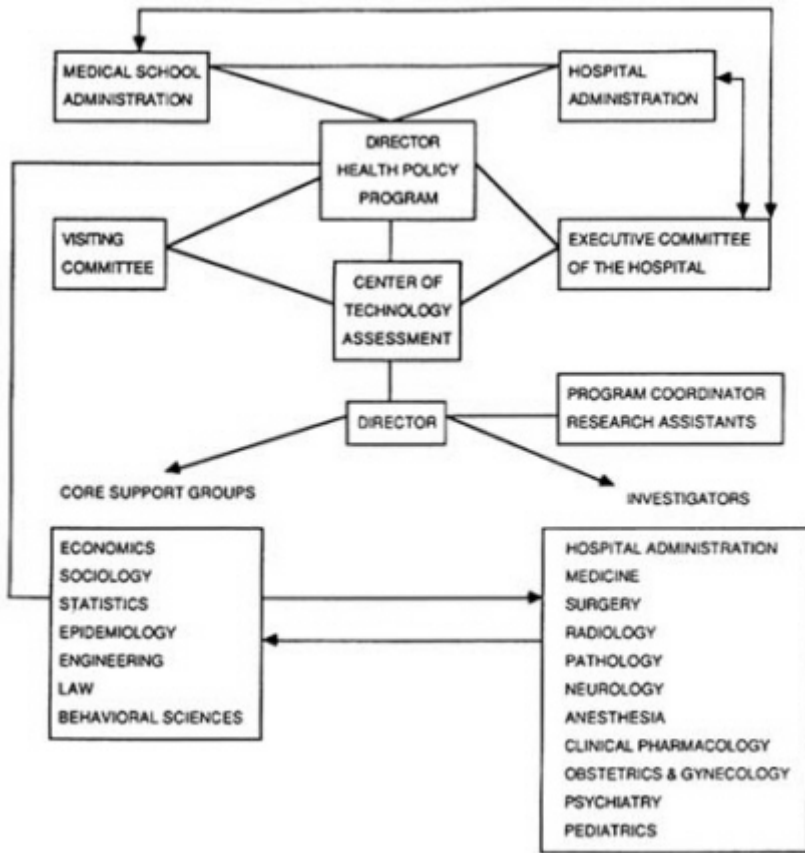 MEDICAL SCHOOL
ADMINISTRATION
HOSPITAL
ADMINISTRATION
DIRECTOR
HEALTH POLICY
PROGRAM
VISITING
COMMITTEE
EXECUTIVE COMMITTEE
OF THE HOSPITAL
CENTER OF
TECHNOLOGY
ASSESSMENT
DIRECTOR
PROGRAM COORDINATOR
RESEARCH ASSISTANTS
CORE SUPPORT GROUPS
INVESTIGATORS
ECONOMICS
SOCIOLOGY
STATISTICS
EPIDEMIOLOGY
ENGINEERING
LAW
BEHAVIORAL SCIENCES
HOSPITAL ADMINISTRATION
MEDICINE
SURGERY
RADIOLOGY
PATHOLOGY
NEUROLOGY
ANESTHESIA
CLINICAL PHARMACOLOGY
OBSTETRICS & GYNECOLOGY
PSYCHIATRY
PEDIATRICS